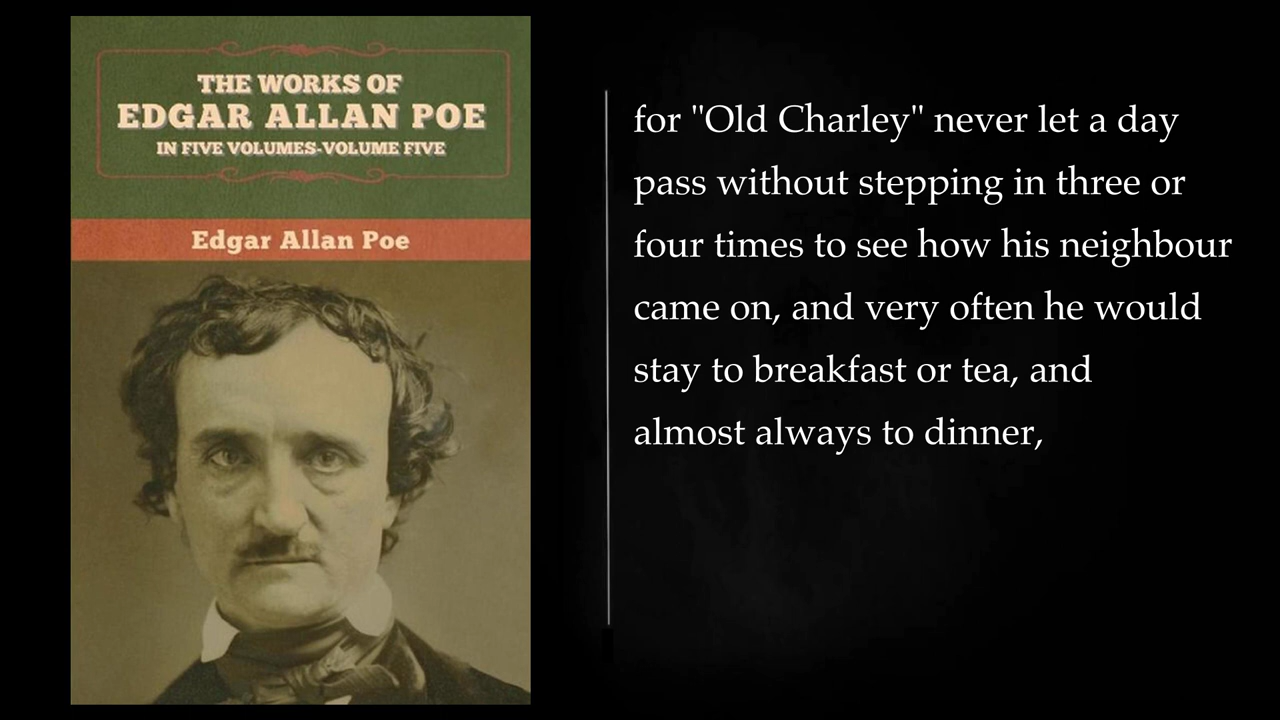 THE WORKS OF
EDGAR ALLAN POE
IN FIVE VOLUMES-VOLUME FIVE
Edgar Allan Poe
for "Old Charley" never let a day
pass without stepping in three or
four times to see how his neighbour
came on, and very often he would
stay to breakfast or tea, and
almost always to dinner,